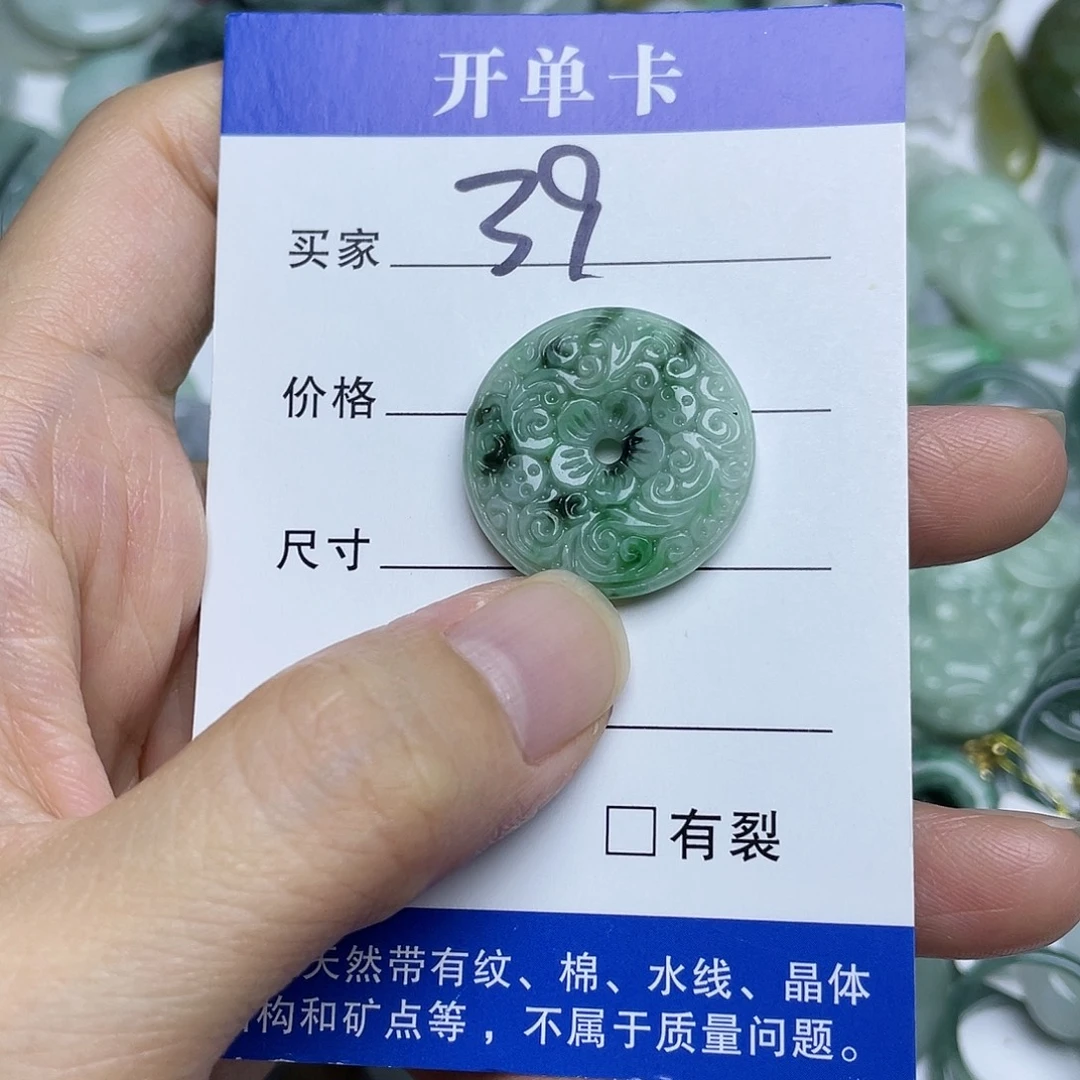 开单卡
39
买家
价格
尺寸
□有裂
天然带有纹、棉、水线、晶体
构和矿点等，不属于质量问题。